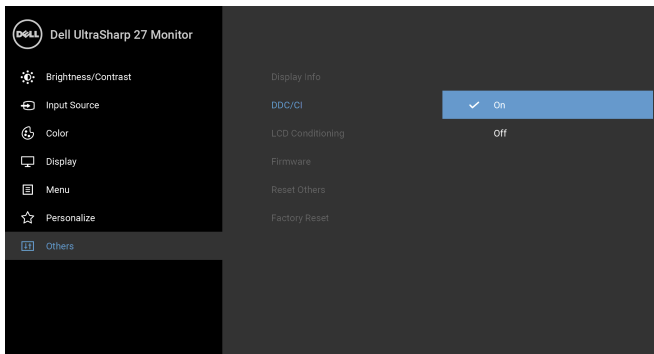 DELL
Dell UltraSharp 27 Monitor
Brightness/Contrast
Input Source
Color
Display
Menu
Personalize
Others
Display Info
DDC/CI
LCD Conditioning
Firmware
Reset Others
Factory Reset
On
Off